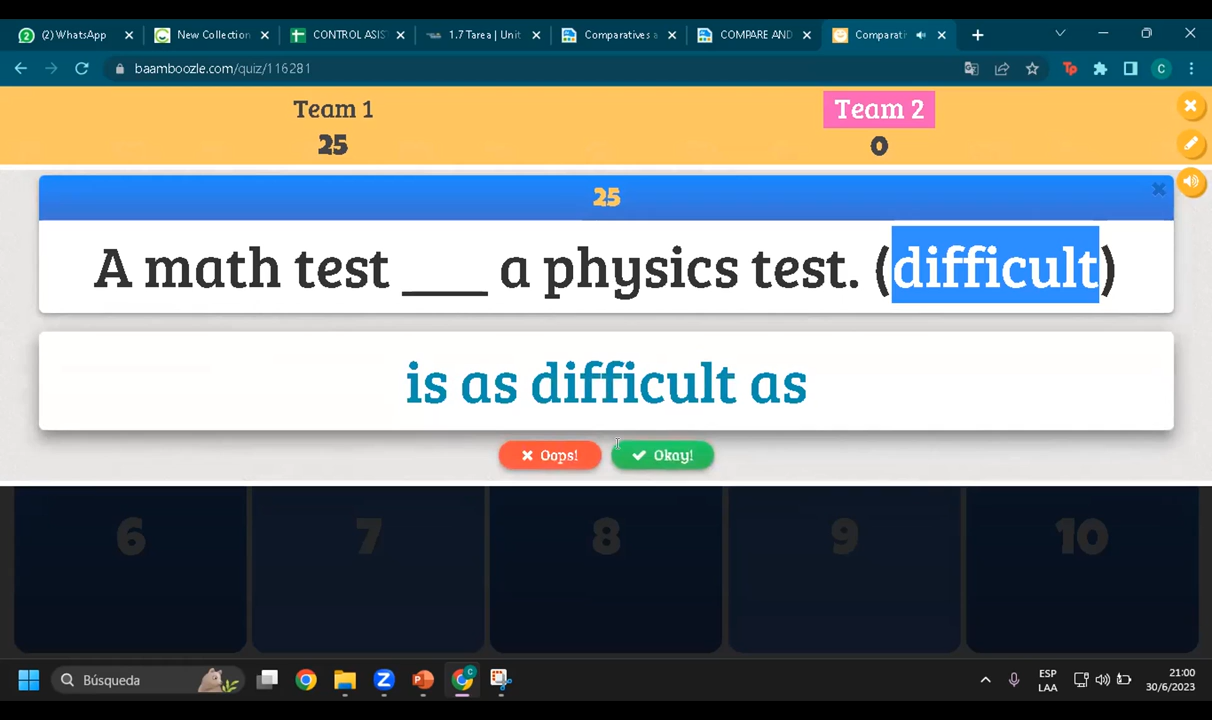 (2) WhatsApp
New Collection
CONTROL ASIS
1.7 Tarea | Unit
Comparatives a
COMPARE AND
Comparati
baamboozle.com/quiz/116281
C
Team 1
25
Team 2
0
25
A math test ___ a physics test. (difficult)
is as difficult as
Oops!
Okay!
6
7
8
9
10
Búsqueda
ESP
LAA
21:00
30/6/2023